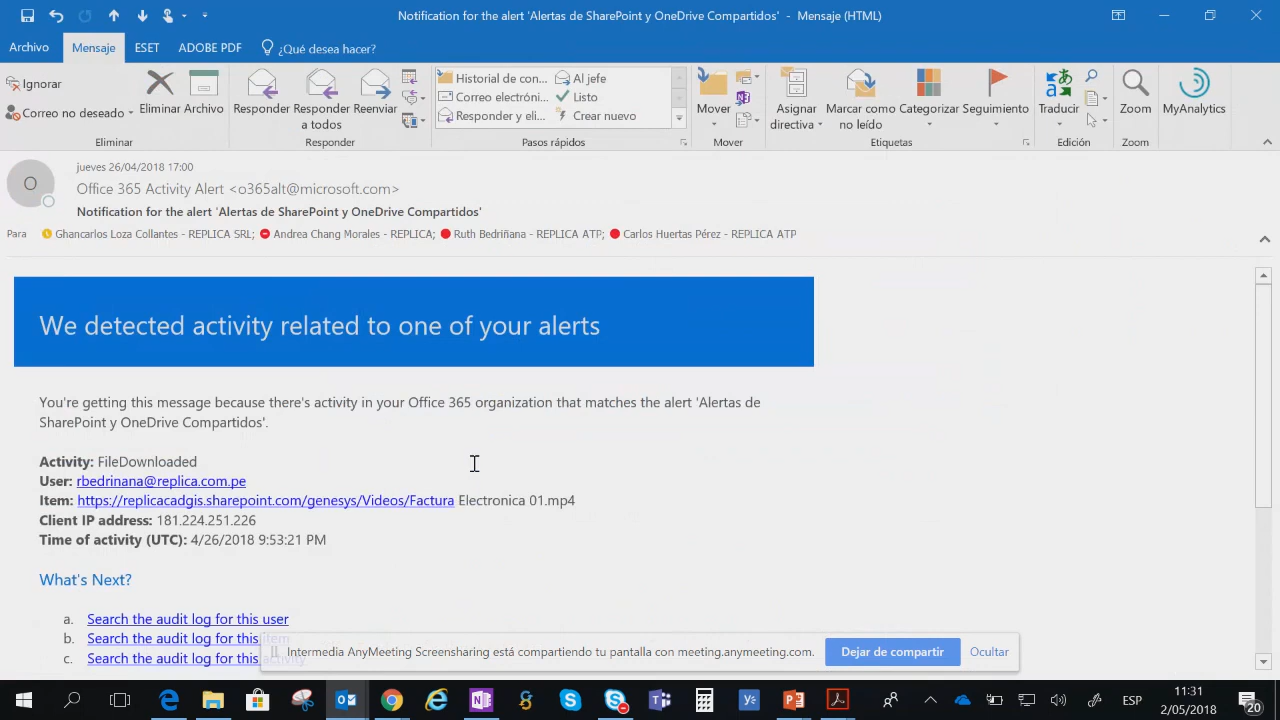 Notification for the alert 'Alertas de SharePoint y OneDrive Compartidos' - Mensaje (HTML)
Archivo Mensaje ESET ADOBE PDF ¿Qué desea hacer?
Ignorar
Correo no deseado
Eliminar Archivo
Eliminar
Responder Responder a todos Reenviar
Responder
Historial de con... Al jefe
Correo electróni... Listo
Responder y eli... Crear nuevo
Pasos rápidos
Mover
Mover
Asignar directiva Marcar como no leído Categorizar Seguimiento
Etiquetas
Traducir
Edición
Zoom
Zoom
MyAnalytics
jueves 26/04/2018 17:00
O
Office 365 Activity Alert <o365alt@microsoft.com>
Notification for the alert 'Alertas de SharePoint y OneDrive Compartidos'
Para Ghancarlos Loza Collantes - REPLICA SRL; Andrea Chang Morales - REPLICA; Ruth Bedriñana - REPLICA ATP; Carlos Huertas Pérez - REPLICA ATP
We detected activity related to one of your alerts
You're getting this message because there's activity in your Office 365 organization that matches the alert 'Alertas de
SharePoint y OneDrive Compartidos'.
Activity: FileDownloaded
User: rbedrinana@replica.com.pe
Item: https://replicacadgis.sharepoint.com/genesys/Videos/Factura Electronica 01.mp4
Client IP address: 181.224.251.226
Time of activity (UTC): 4/26/2018 9:53:21 PM
What's Next?
a. Search the audit log for this user
b. Search the audit log for this item
c. Search the audit log for this activity
Intermedia AnyMeeting Screensharing está compartiendo tu pantalla con meeting.anymeeting.com. Dejar de compartir Ocultar
ESP
11:31
2/05/2018
20